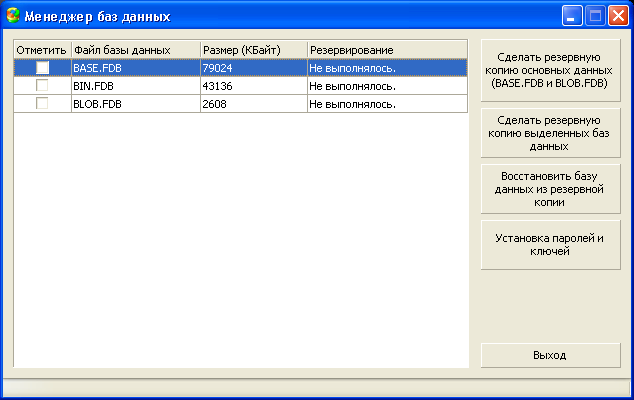 Менеджер баз данных
Отметить Файл базы данных Размер (КБайт) Резервирование
BASE.FDB 79024 Не выполнялось.
BIN.FDB 43136 Не выполнялось.
BLOB.FDB 2608 Не выполнялось.
Сделать резервную
копию основных данных
(BASE.FDB и BLOB.FDB)
Сделать резервную
копию выделенных баз
данных
Восстановить базу
данных из резервной
копии
Установка паролей и
ключей
Выход